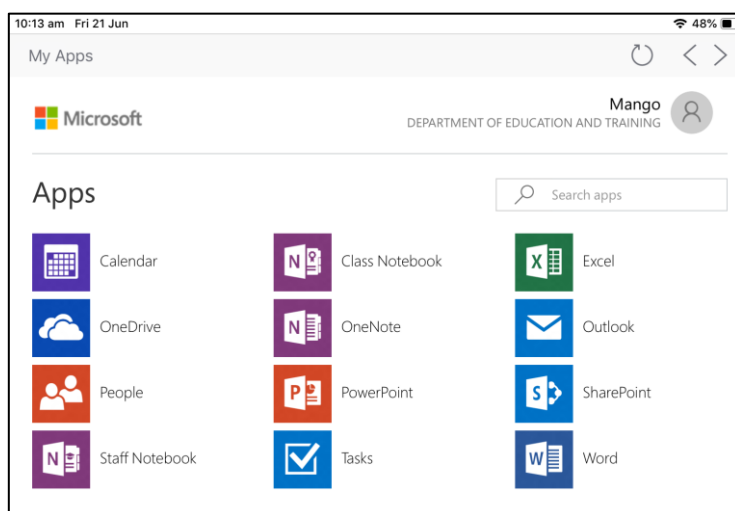 10:13 am Fri 21 Jun 48%
My Apps
Microsoft
Mango
DEPARTMENT OF EDUCATION AND TRAINING
Apps
Search apps
Calendar Class Notebook Excel
OneDrive OneNote Outlook
People PowerPoint SharePoint
Staff Notebook Tasks Word